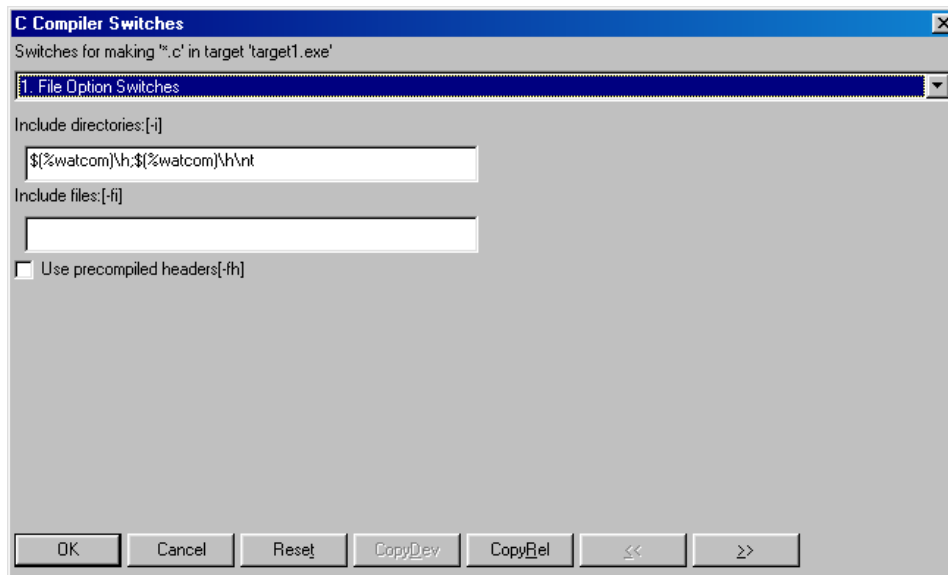 C Compiler Switches
Switches for making '*.c' in target 'target1.exe'
1. File Option Switches
Include directories:[-i]
$(%watcom)\h;$(%watcom)\h\nt
Include files:[-fi]
Use precompiled headers[-fh]
OK Cancel Reset CopyDev CopyRel << >>